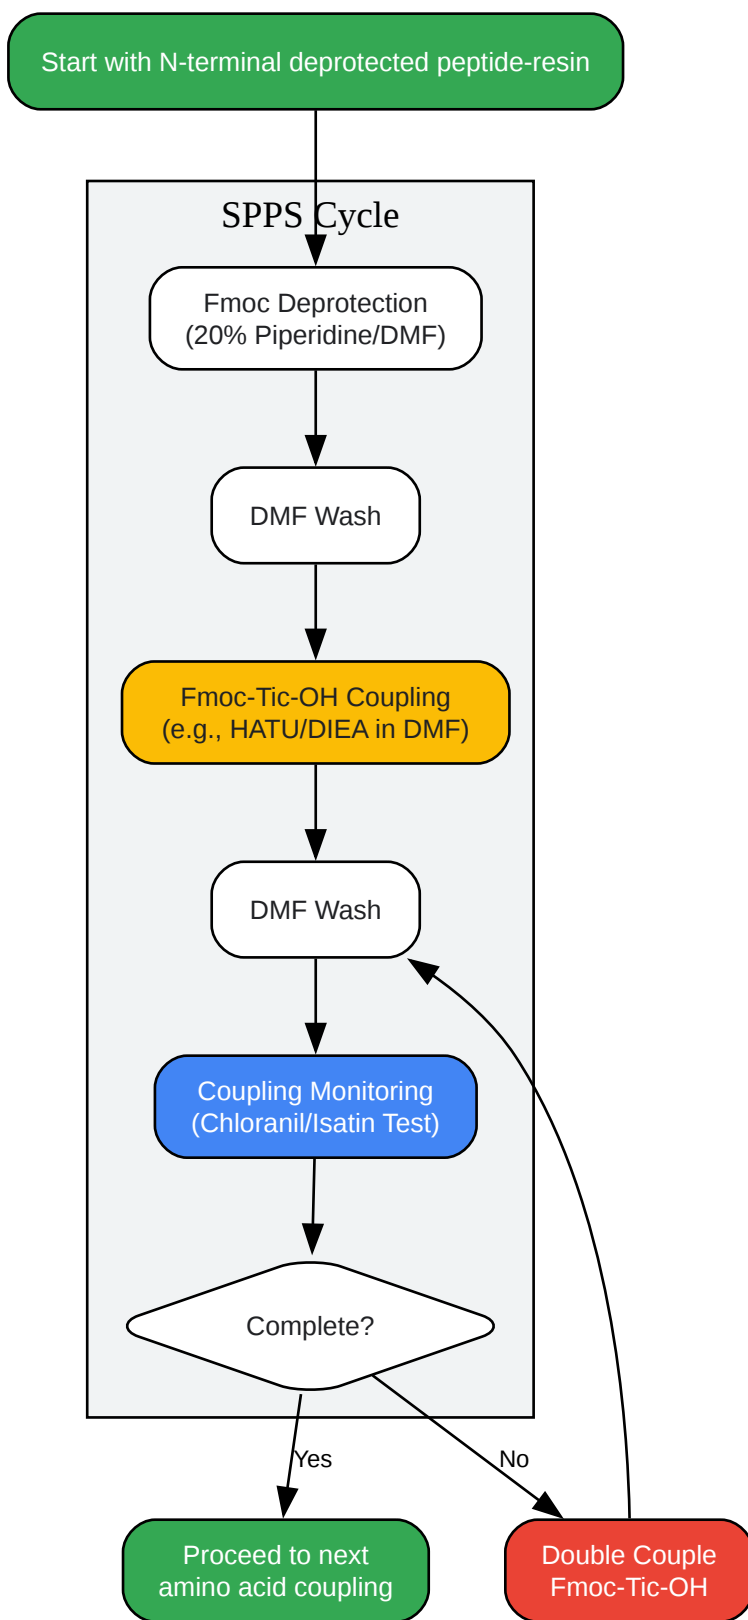 Start with N-terminal deprotected peptide-resin
SPPS Cycle
Fmoc Deprotection
(20% Piperidine/DMF)
DMF Wash
Fmoc-Tic-OH Coupling
(e.g., HATU/DIEA in DMF)
DMF Wash
Coupling Monitoring
(Chloranil/Isatin Test)
Complete?
Yes
No
Proceed to next
amino acid coupling
Double Couple
Fmoc-Tic-OH